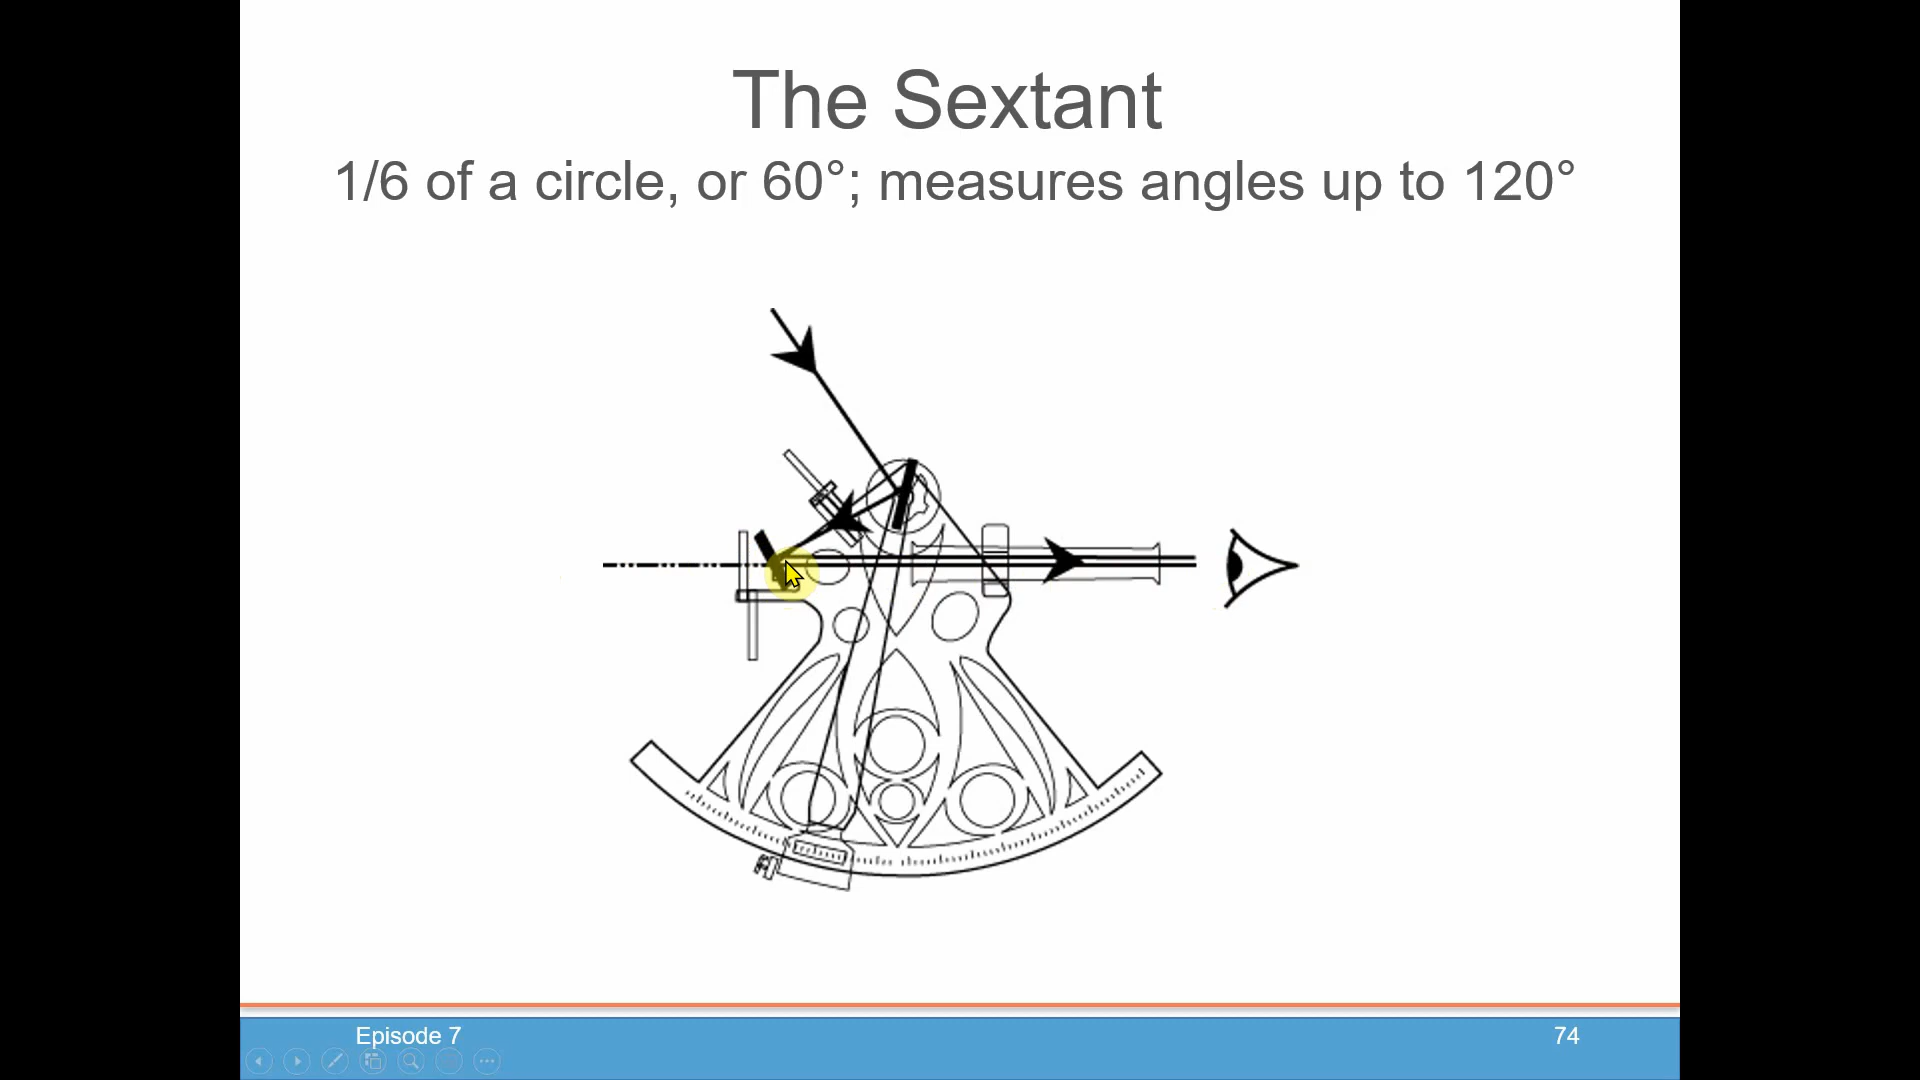 The Sextant
1/6 of a circle, or 60°; measures angles up to 120°
Episode 7
74